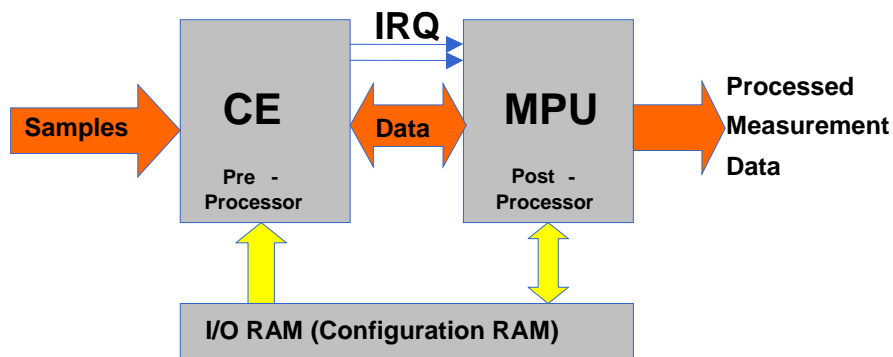 IRQ
Samples
CE
Pre - Processor
Data
MPU
Post - Processor
Processed
Measurement
Data
I/O RAM (Configuration RAM)